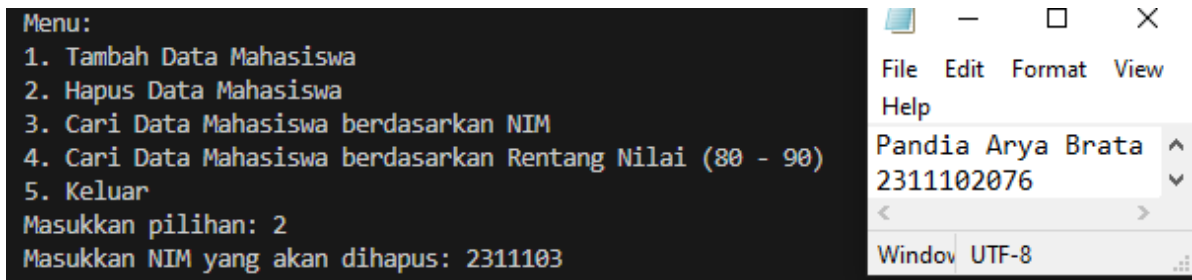 Menu:
1. Tambah Data Mahasiswa
2. Hapus Data Mahasiswa
3. Cari Data Mahasiswa berdasarkan NIM
4. Cari Data Mahasiswa berdasarkan Rentang Nilai (80 - 90)
5. Keluar
Masukkan pilihan: 2
Masukkan NIM yang akan dihapus: 2311103
File Edit Format View
Help
Pandia Arya Brata
2311102076
Window UTF-8